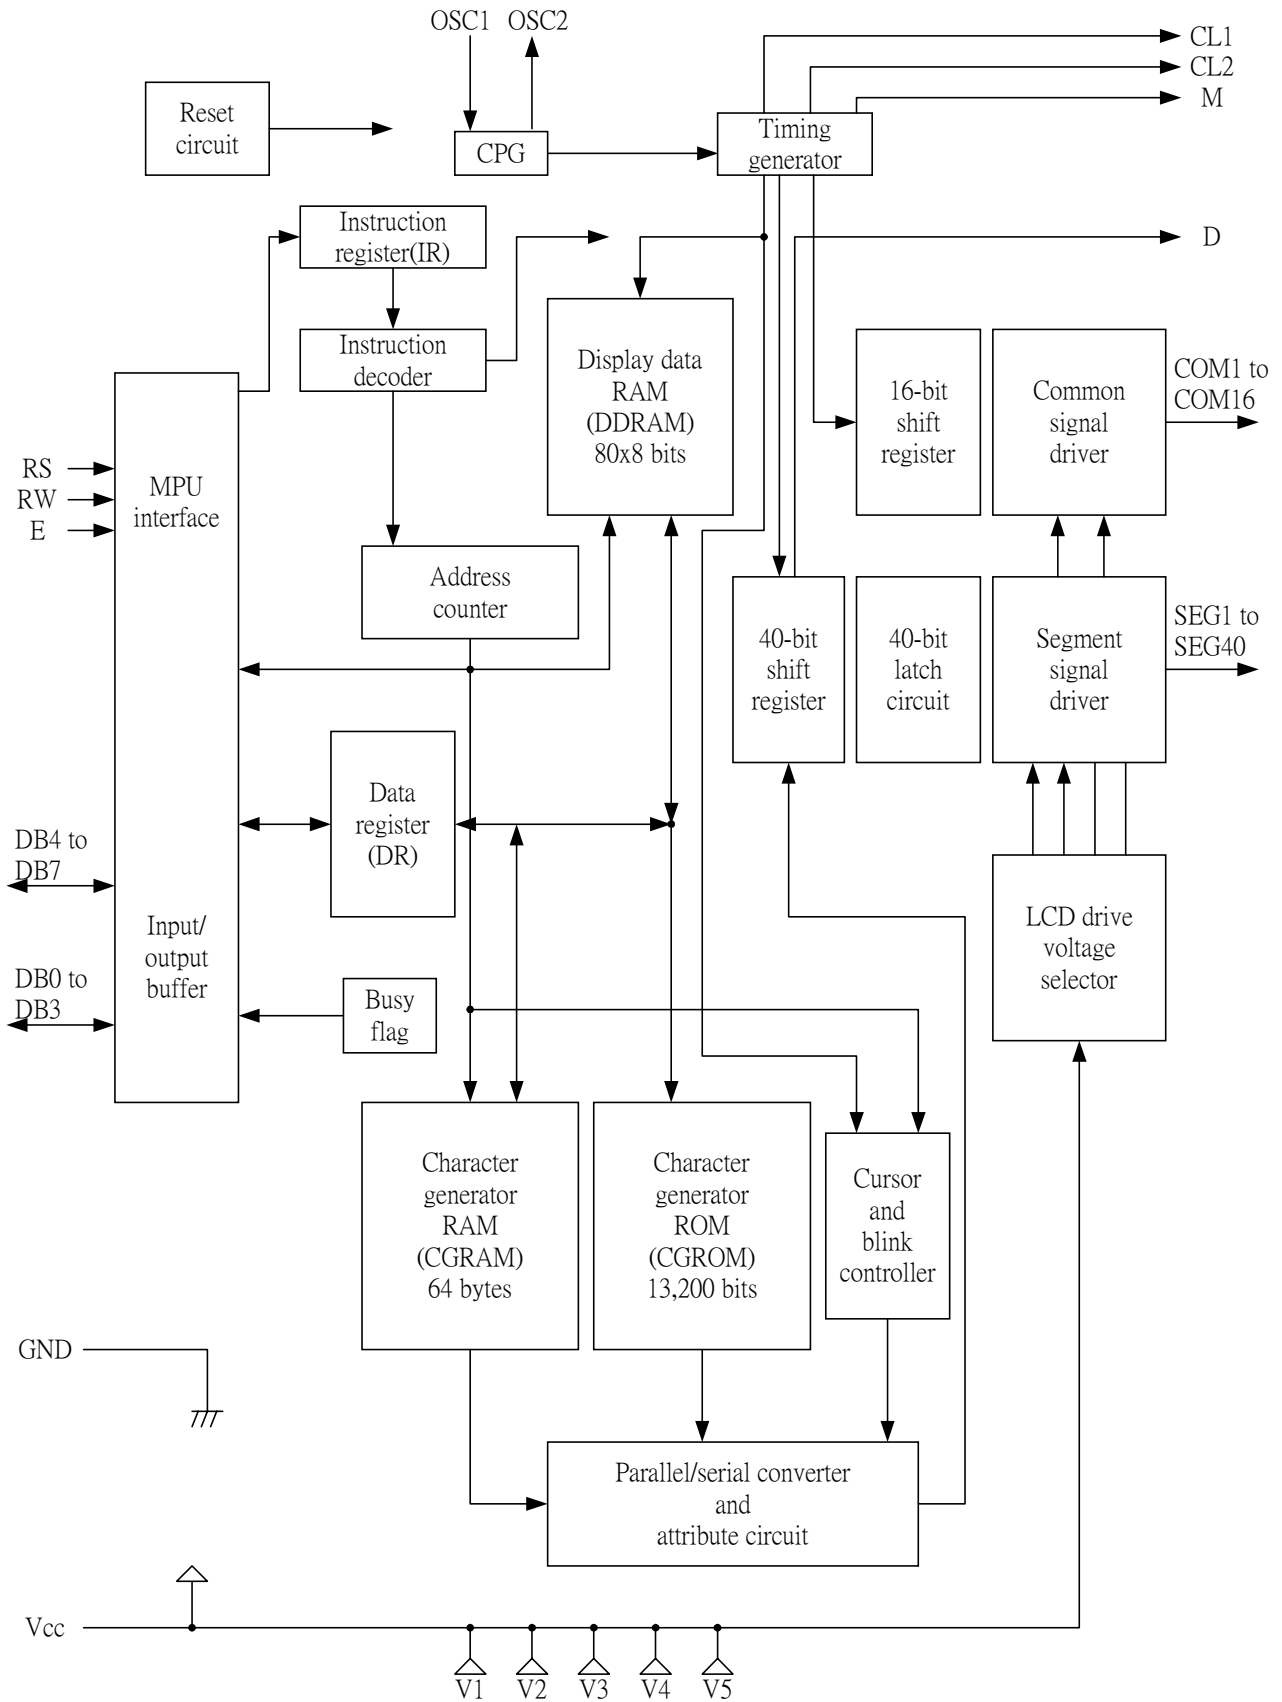 OSC1 OSC2
CL1
CL2
M
Reset
circuit
CPG
Timing
generator
Instruction
register(IR)
D
Instruction
decoder
Display data
RAM
(DDRAM)
80x8 bits
16-bit
shift
register
Common
signal
driver
COM1 to
COM16
RS
RW
E
MPU
interface
Address
counter
40-bit
shift
register
40-bit
latch
circuit
Segment
signal
driver
SEG1 to
SEG40
Data
register
(DR)
DB4 to
DB7
Input/
output
buffer
LCD drive
voltage
selector
DB0 to
DB3
Busy
flag
Character
generator
RAM
(CGRAM)
64 bytes
Character
generator
ROM
(CGROM)
13,200 bits
Cursor
and
blink
controller
GND
Parallel/serial converter
and
attribute circuit
Vcc
V1 V2 V3 V4 V5